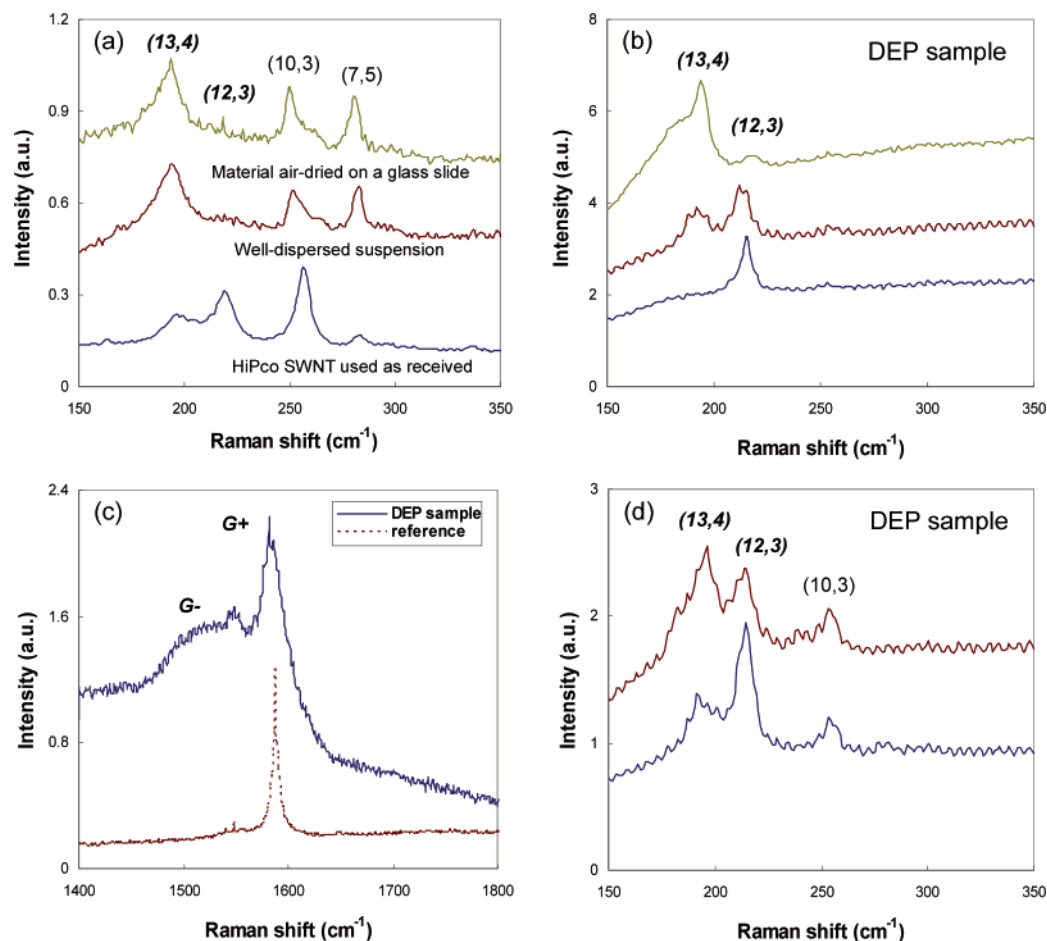 (a)
(13,4)
(12,3)
(10,3)
(7,5)
Material air-dried on a glass slide
Well-dispersed suspension
HiPco SWNT used as received
Intensity (a.u.)
1.2
0.9
0.6
0.3
0
150 200 250 300 350
Raman shift (cm⁻¹)
(b)
DEP sample
(13,4)
(12,3)
Intensity (a.u.)
8
6
4
2
0
150 200 250 300 350
Raman shift (cm⁻¹)
(c)
G+
G-
DEP sample
reference
Intensity (a.u.)
2.4
1.6
0.8
0
1400 1500 1600 1700 1800
Raman shift (cm⁻¹)
(d)
DEP sample
(13,4)
(12,3)
(10,3)
Intensity (a.u.)
3
2
1
0
150 200 250 300 350
Raman shift (cm⁻¹)